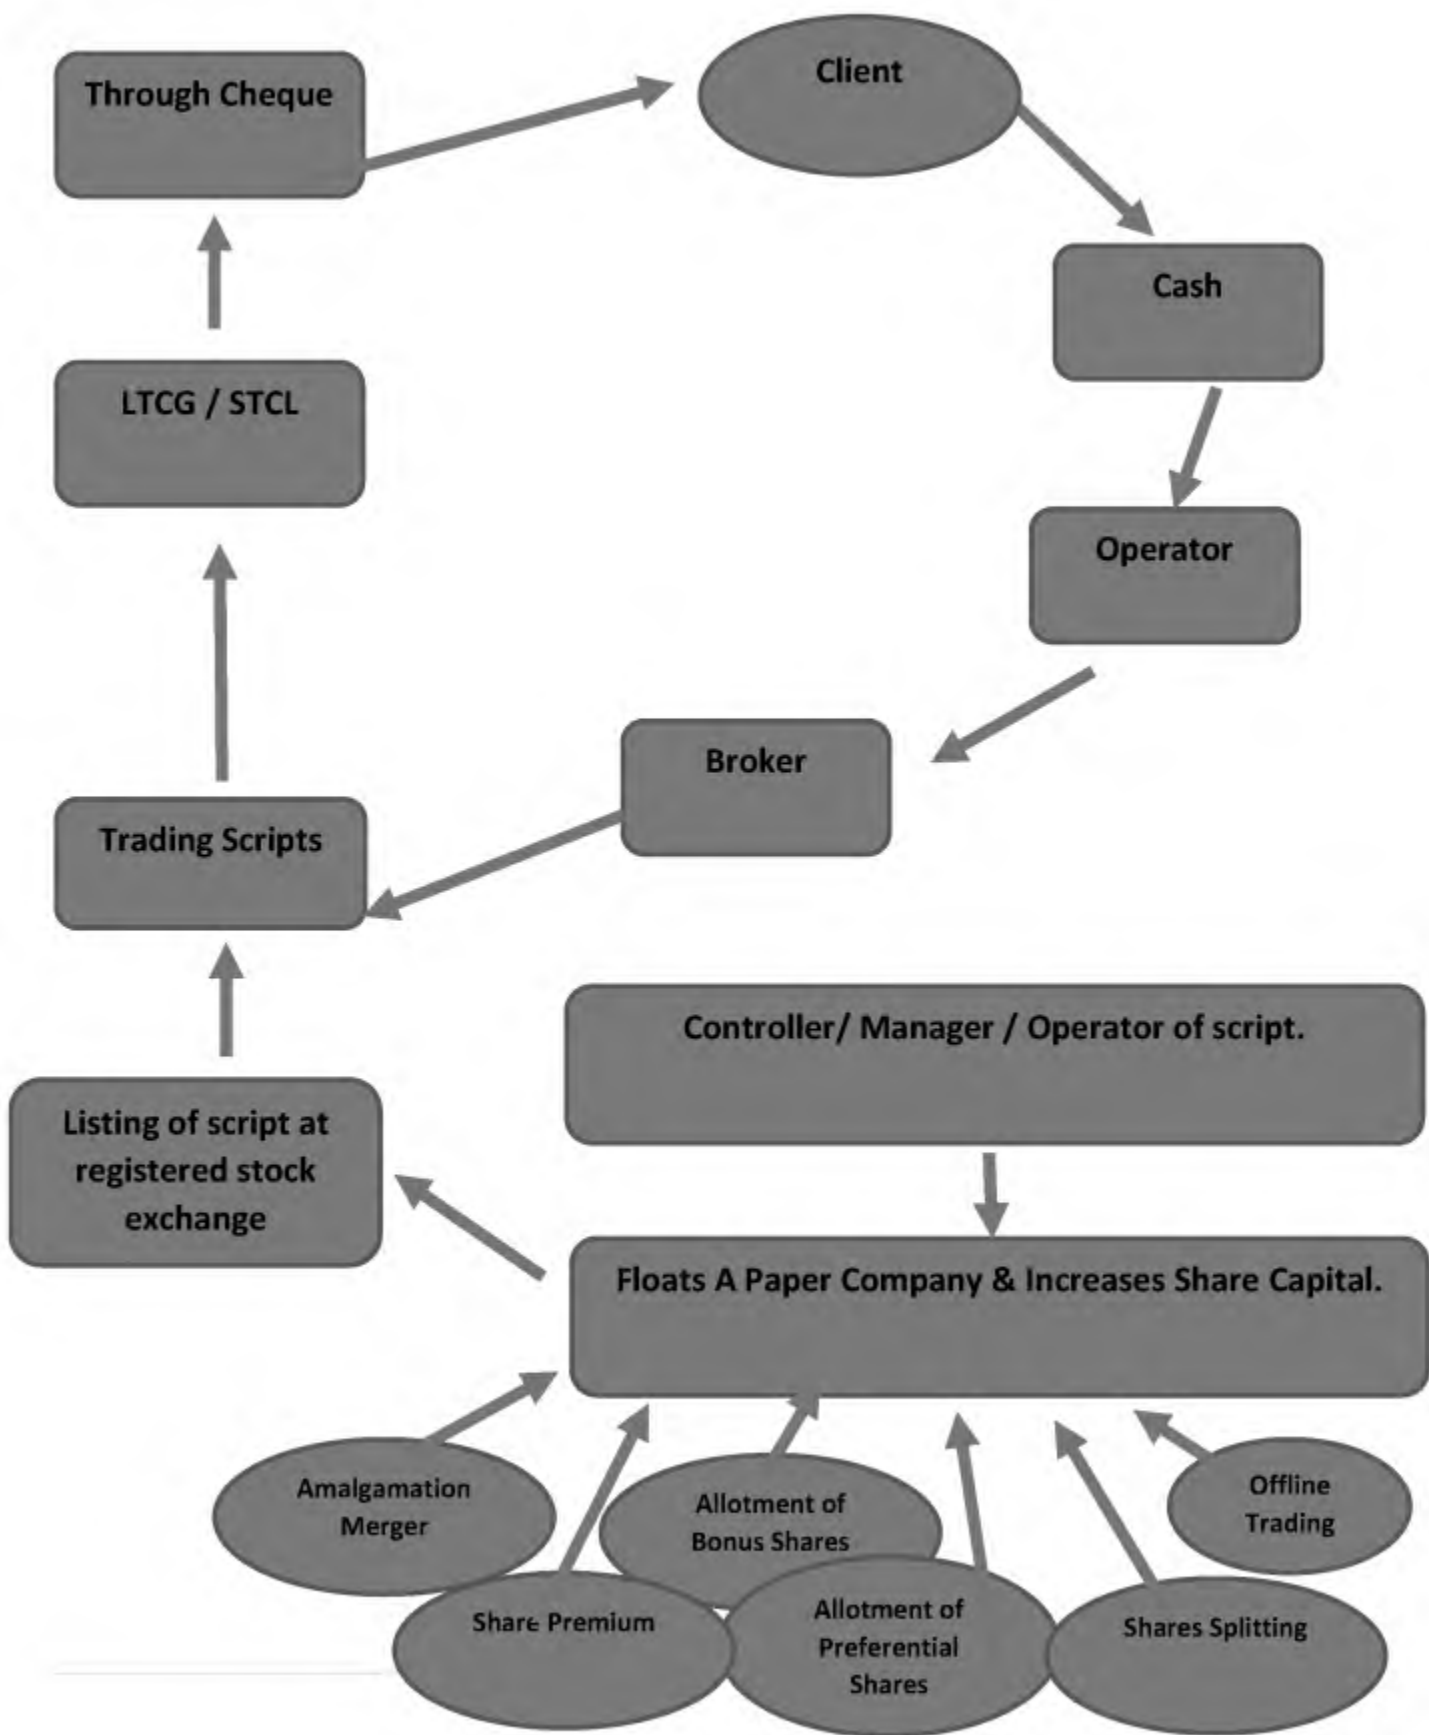 Through Cheque
Client
Cash
LTCG / STCL
Operator
Broker
Trading Scripts
Controller/ Manager / Operator of script.
Listing of script at
registered stock
exchange
Floats A Paper Company & Increases Share Capital.
Amalgamation
Merger
Allotment of
Bonus Shares
Offline
Trading
Share Premium
Allotment of
Preferential
Shares
Shares Splitting